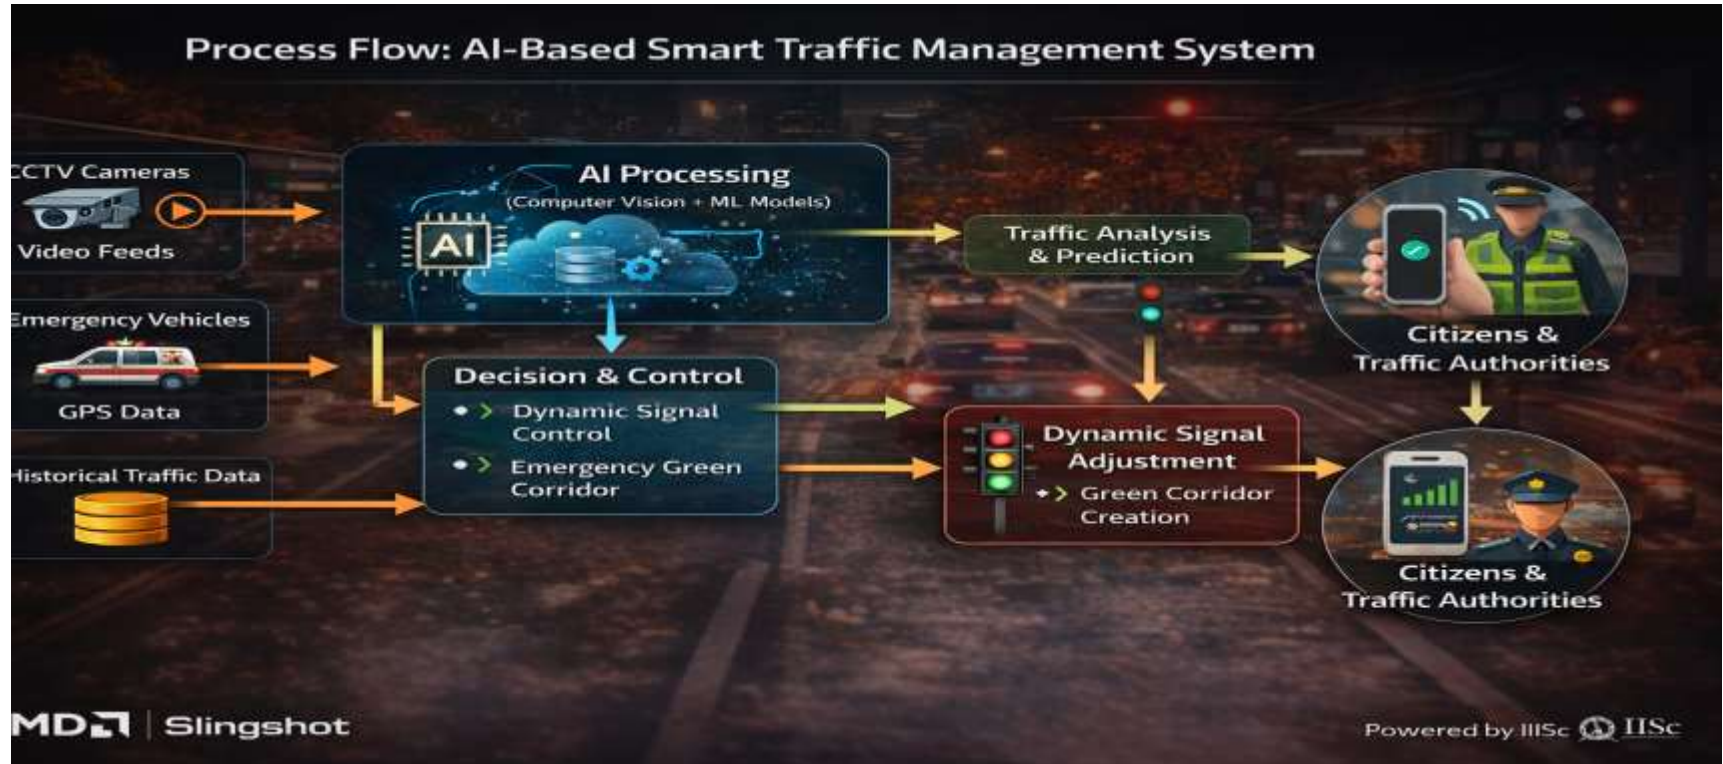 Process Flow: AI-Based Smart Traffic Management System
CCTV Cameras
Video Feeds
Emergency Vehicles
GPS Data
Historical Traffic Data
AI Processing
(Computer Vision + ML Models)
AI
Decision & Control
Dynamic Signal
Control
Emergency Green
Corridor
Traffic Analysis
& Prediction
Dynamic Signal
Adjustment
Green Corridor
Creation
Citizens &
Traffic Authorities
Citizens &
Traffic Authorities
MD
Slingshot
Powered by IIISc IISc